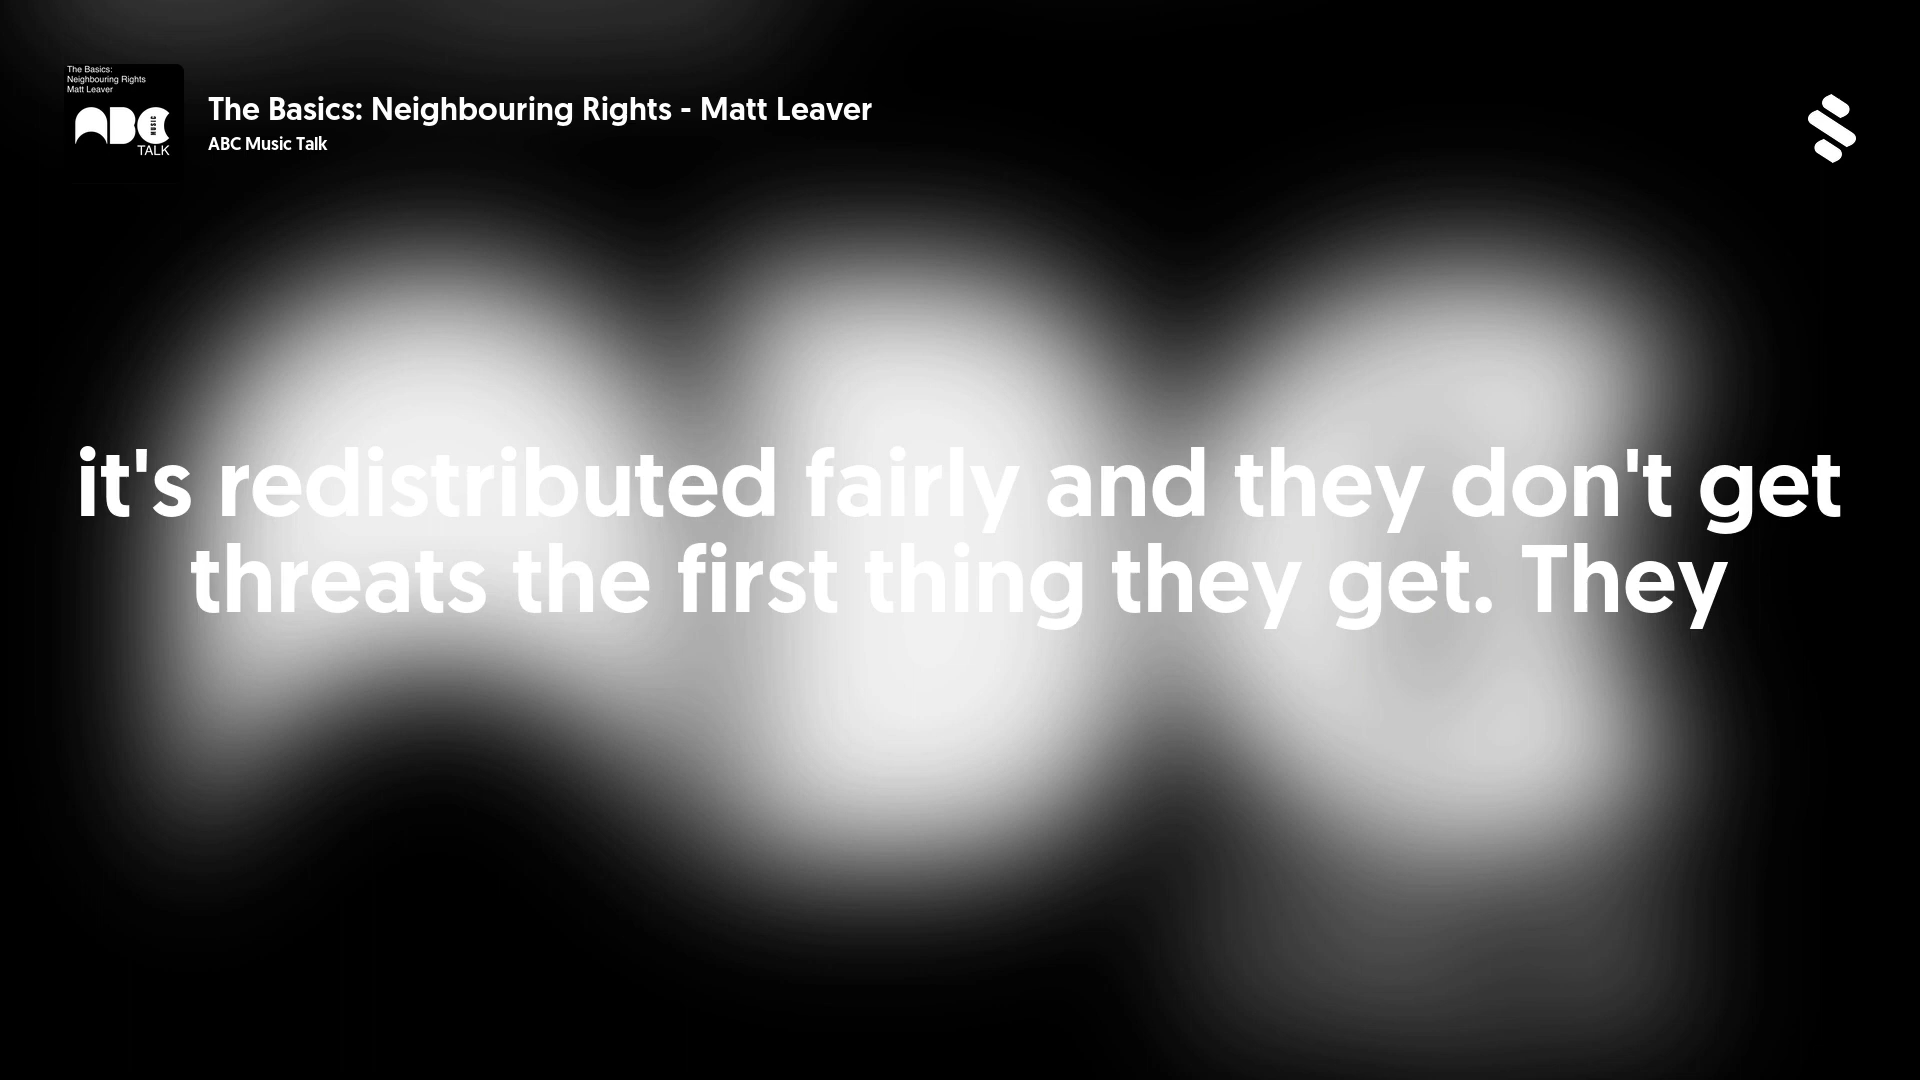 The Basics:
Neighbouring Rights
Matt Leaver
ABC MUSIC
TALK
The Basics: Neighbouring Rights - Matt Leaver
ABC Music Talk
it's redistributed fairly and they don't get
threats the first thing they get. They